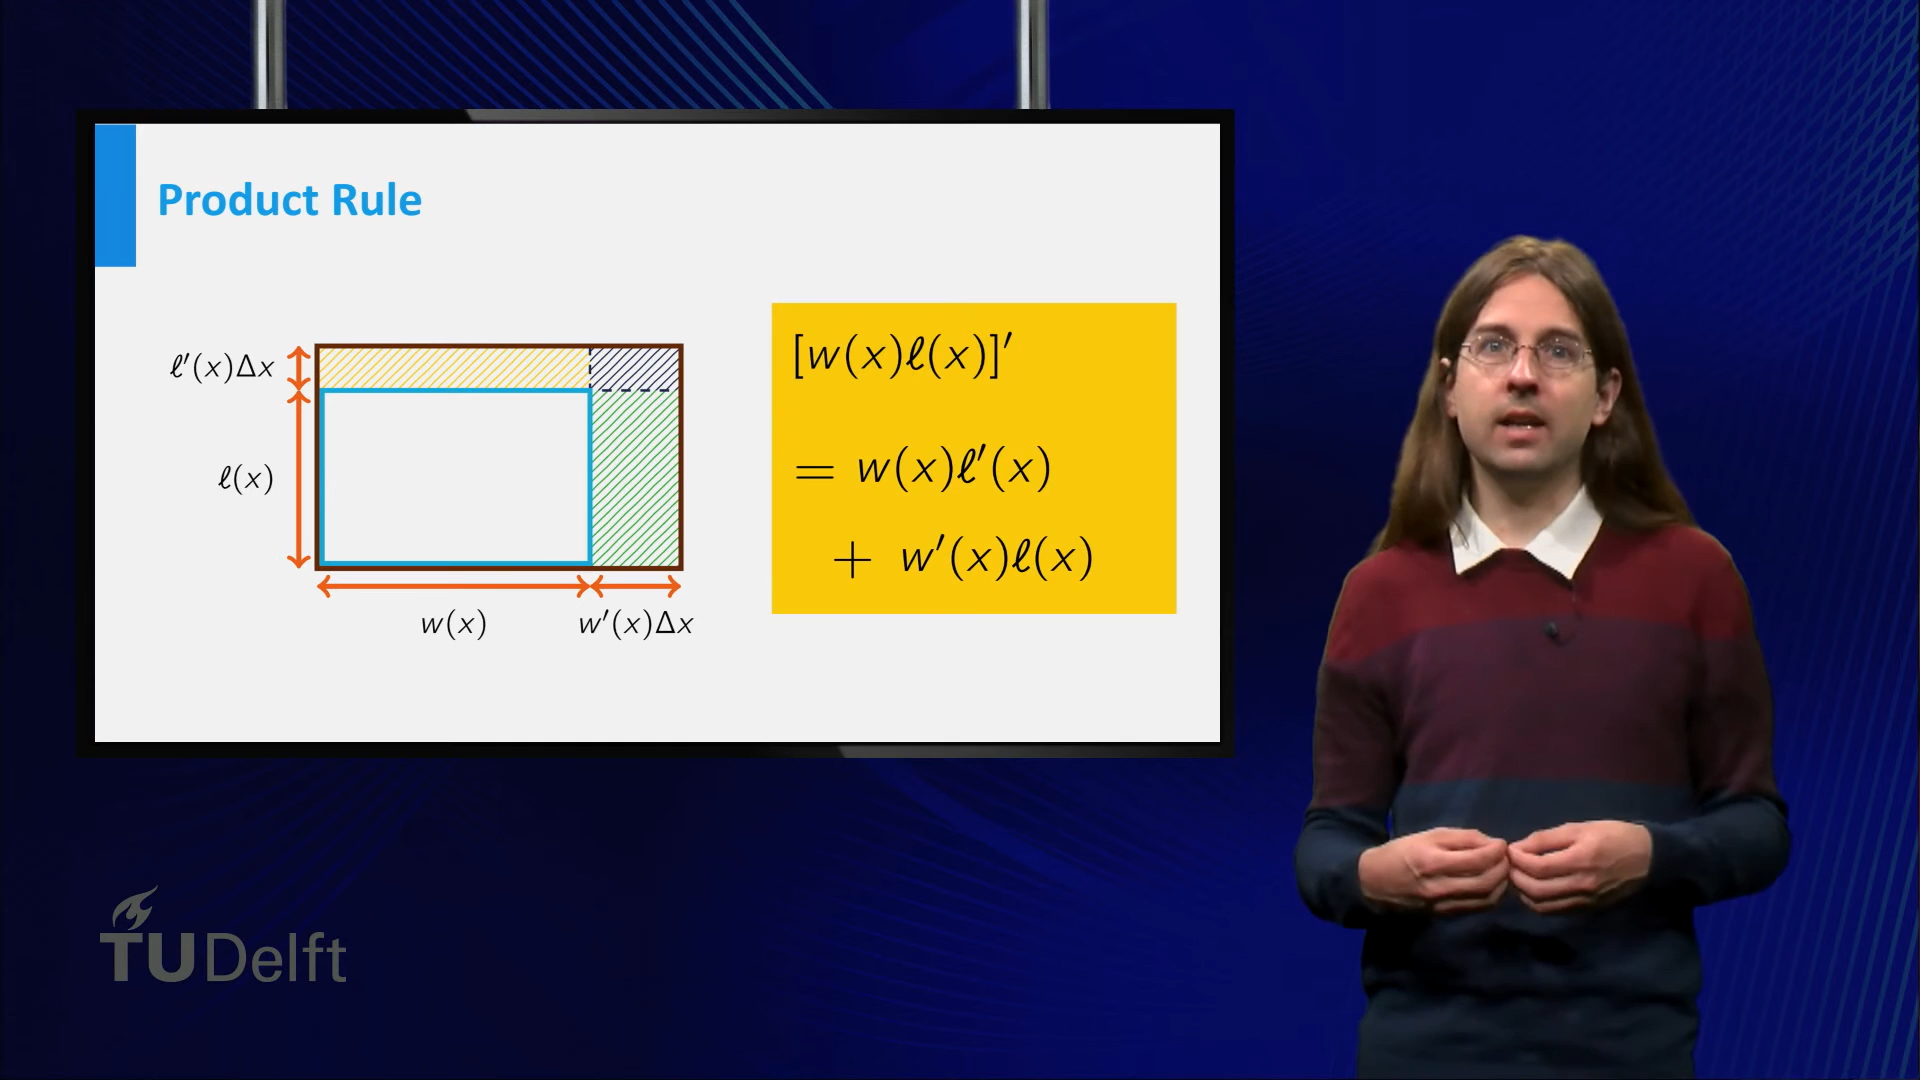 Product Rule
ℓ′(x)Δx
ℓ(x)
w(x)
w′(x)Δx
[w(x)ℓ(x)]′
= w(x)ℓ′(x)
+ w′(x)ℓ(x)
TUDelft